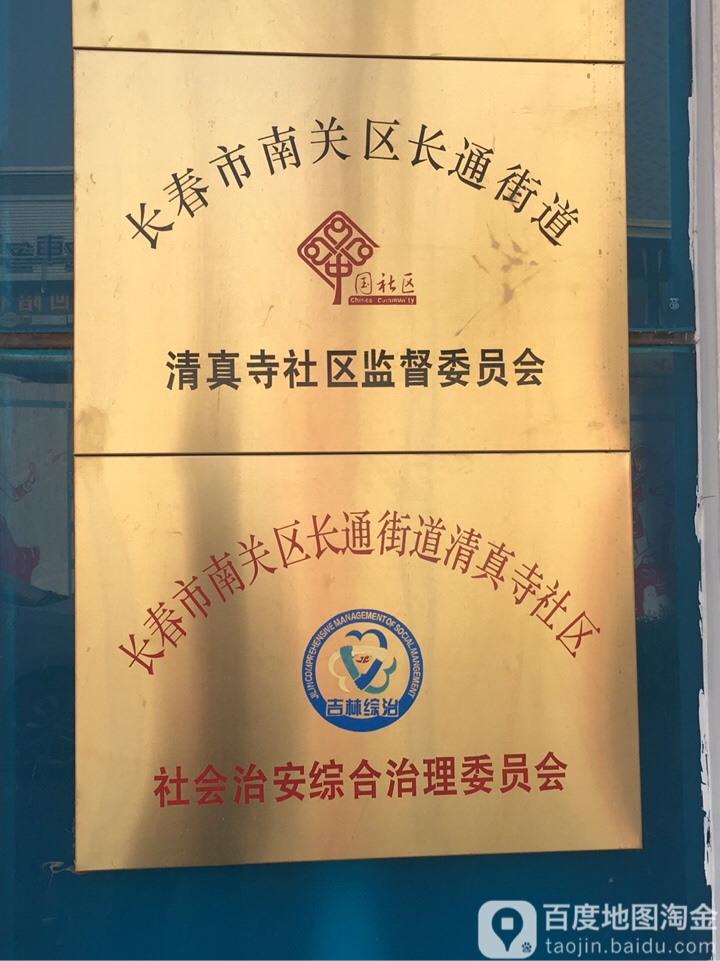 长春市南关区长通街道
中国社区
Chinese Community
清真寺社区监督委员会
长春市南关区长通街道清真寺社区
JILIN COMPREHENSIVE MANAGEMENT OF SOCIAL MANGEMENT
JZ
吉林综治
社会治安综合治理委员会
百度地图淘金
taojin.baidu.com